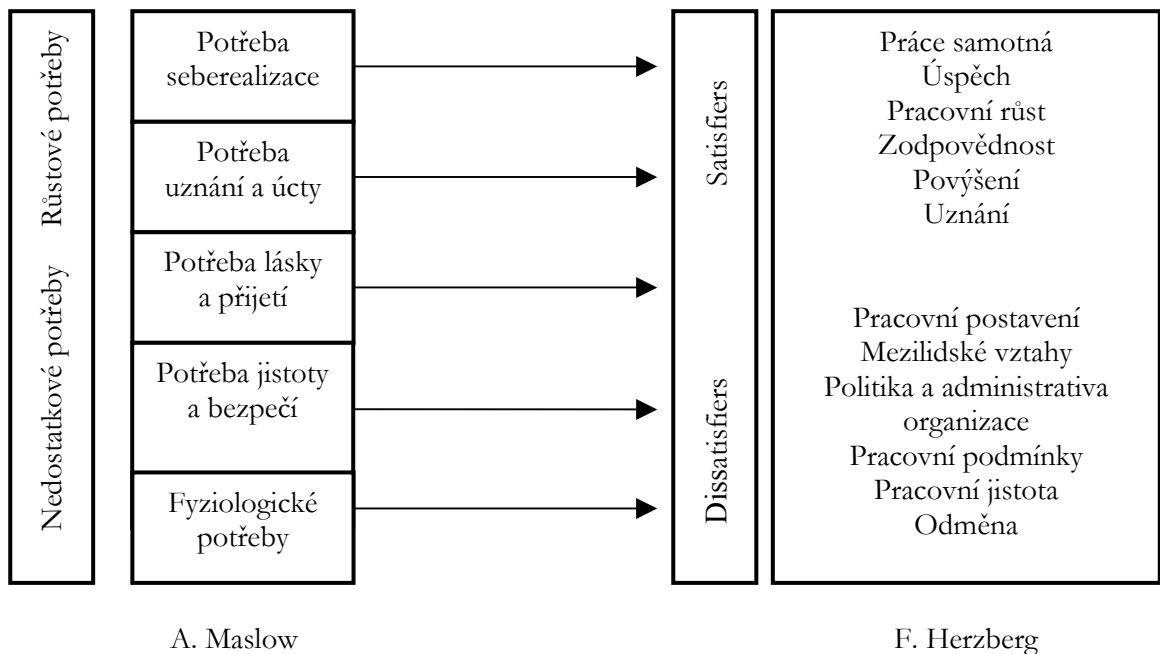 Růstové potřeby
Nedostatkové potřeby
Potřeba
seberealizace
Potřeba
uznání a úcty
Potřeba lásky
a přijetí
Potřeba jistoty
a bezpečí
Fyziologické
potřeby
Satisfiers
Dissatisfiers
Práce samotná
Úspěch
Pracovní růst
Zodpovědnost
Povýšení
Uznání
Pracovní postavení
Mezilidské vztahy
Politika a administrativa
organizace
Pracovní podmínky
Pracovní jistota
Odměna
A. Maslow
F. Herzberg